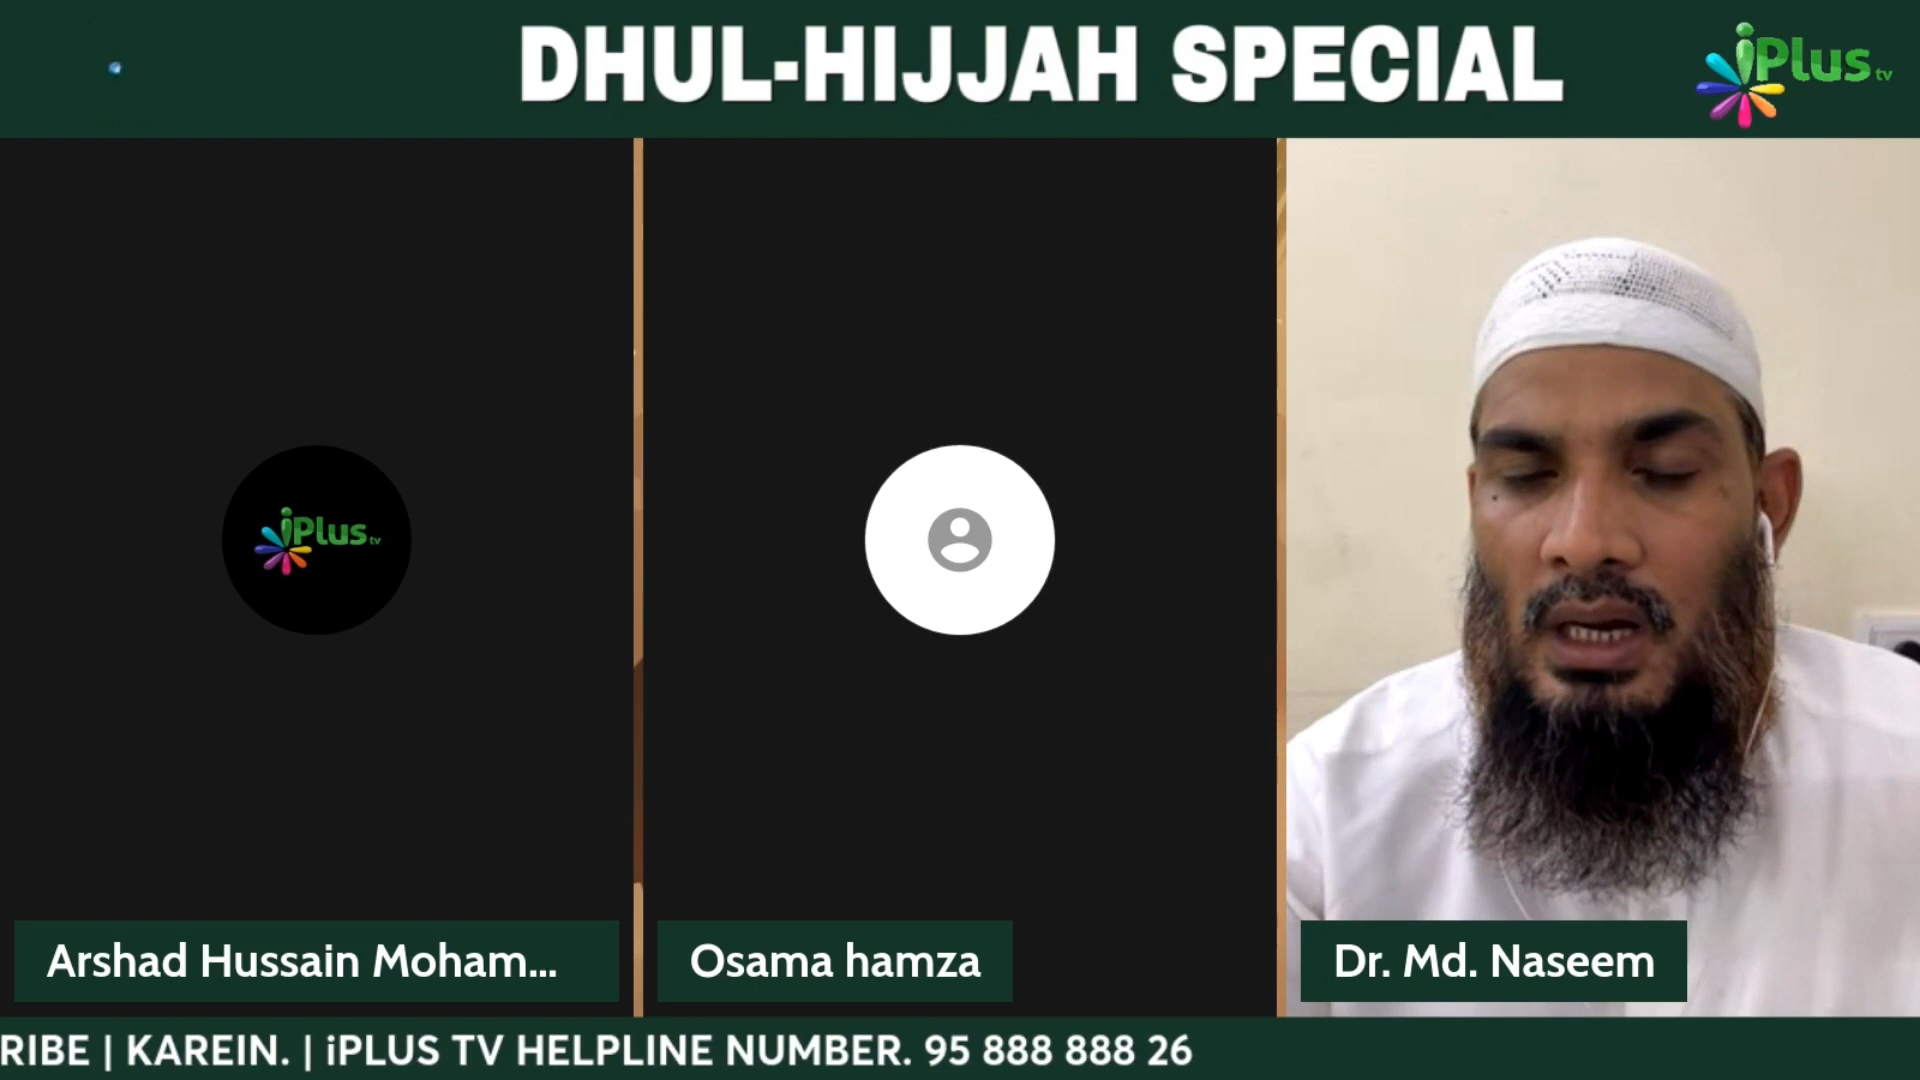 DHUL-HIJJAH SPECIAL
iPlus tv
iPlus tv
Arshad Hussain Moham...
Osama hamza
Dr. Md. Naseem
RIBE | KAREIN. | iPLUS TV HELPLINE NUMBER. 95 888 888 26